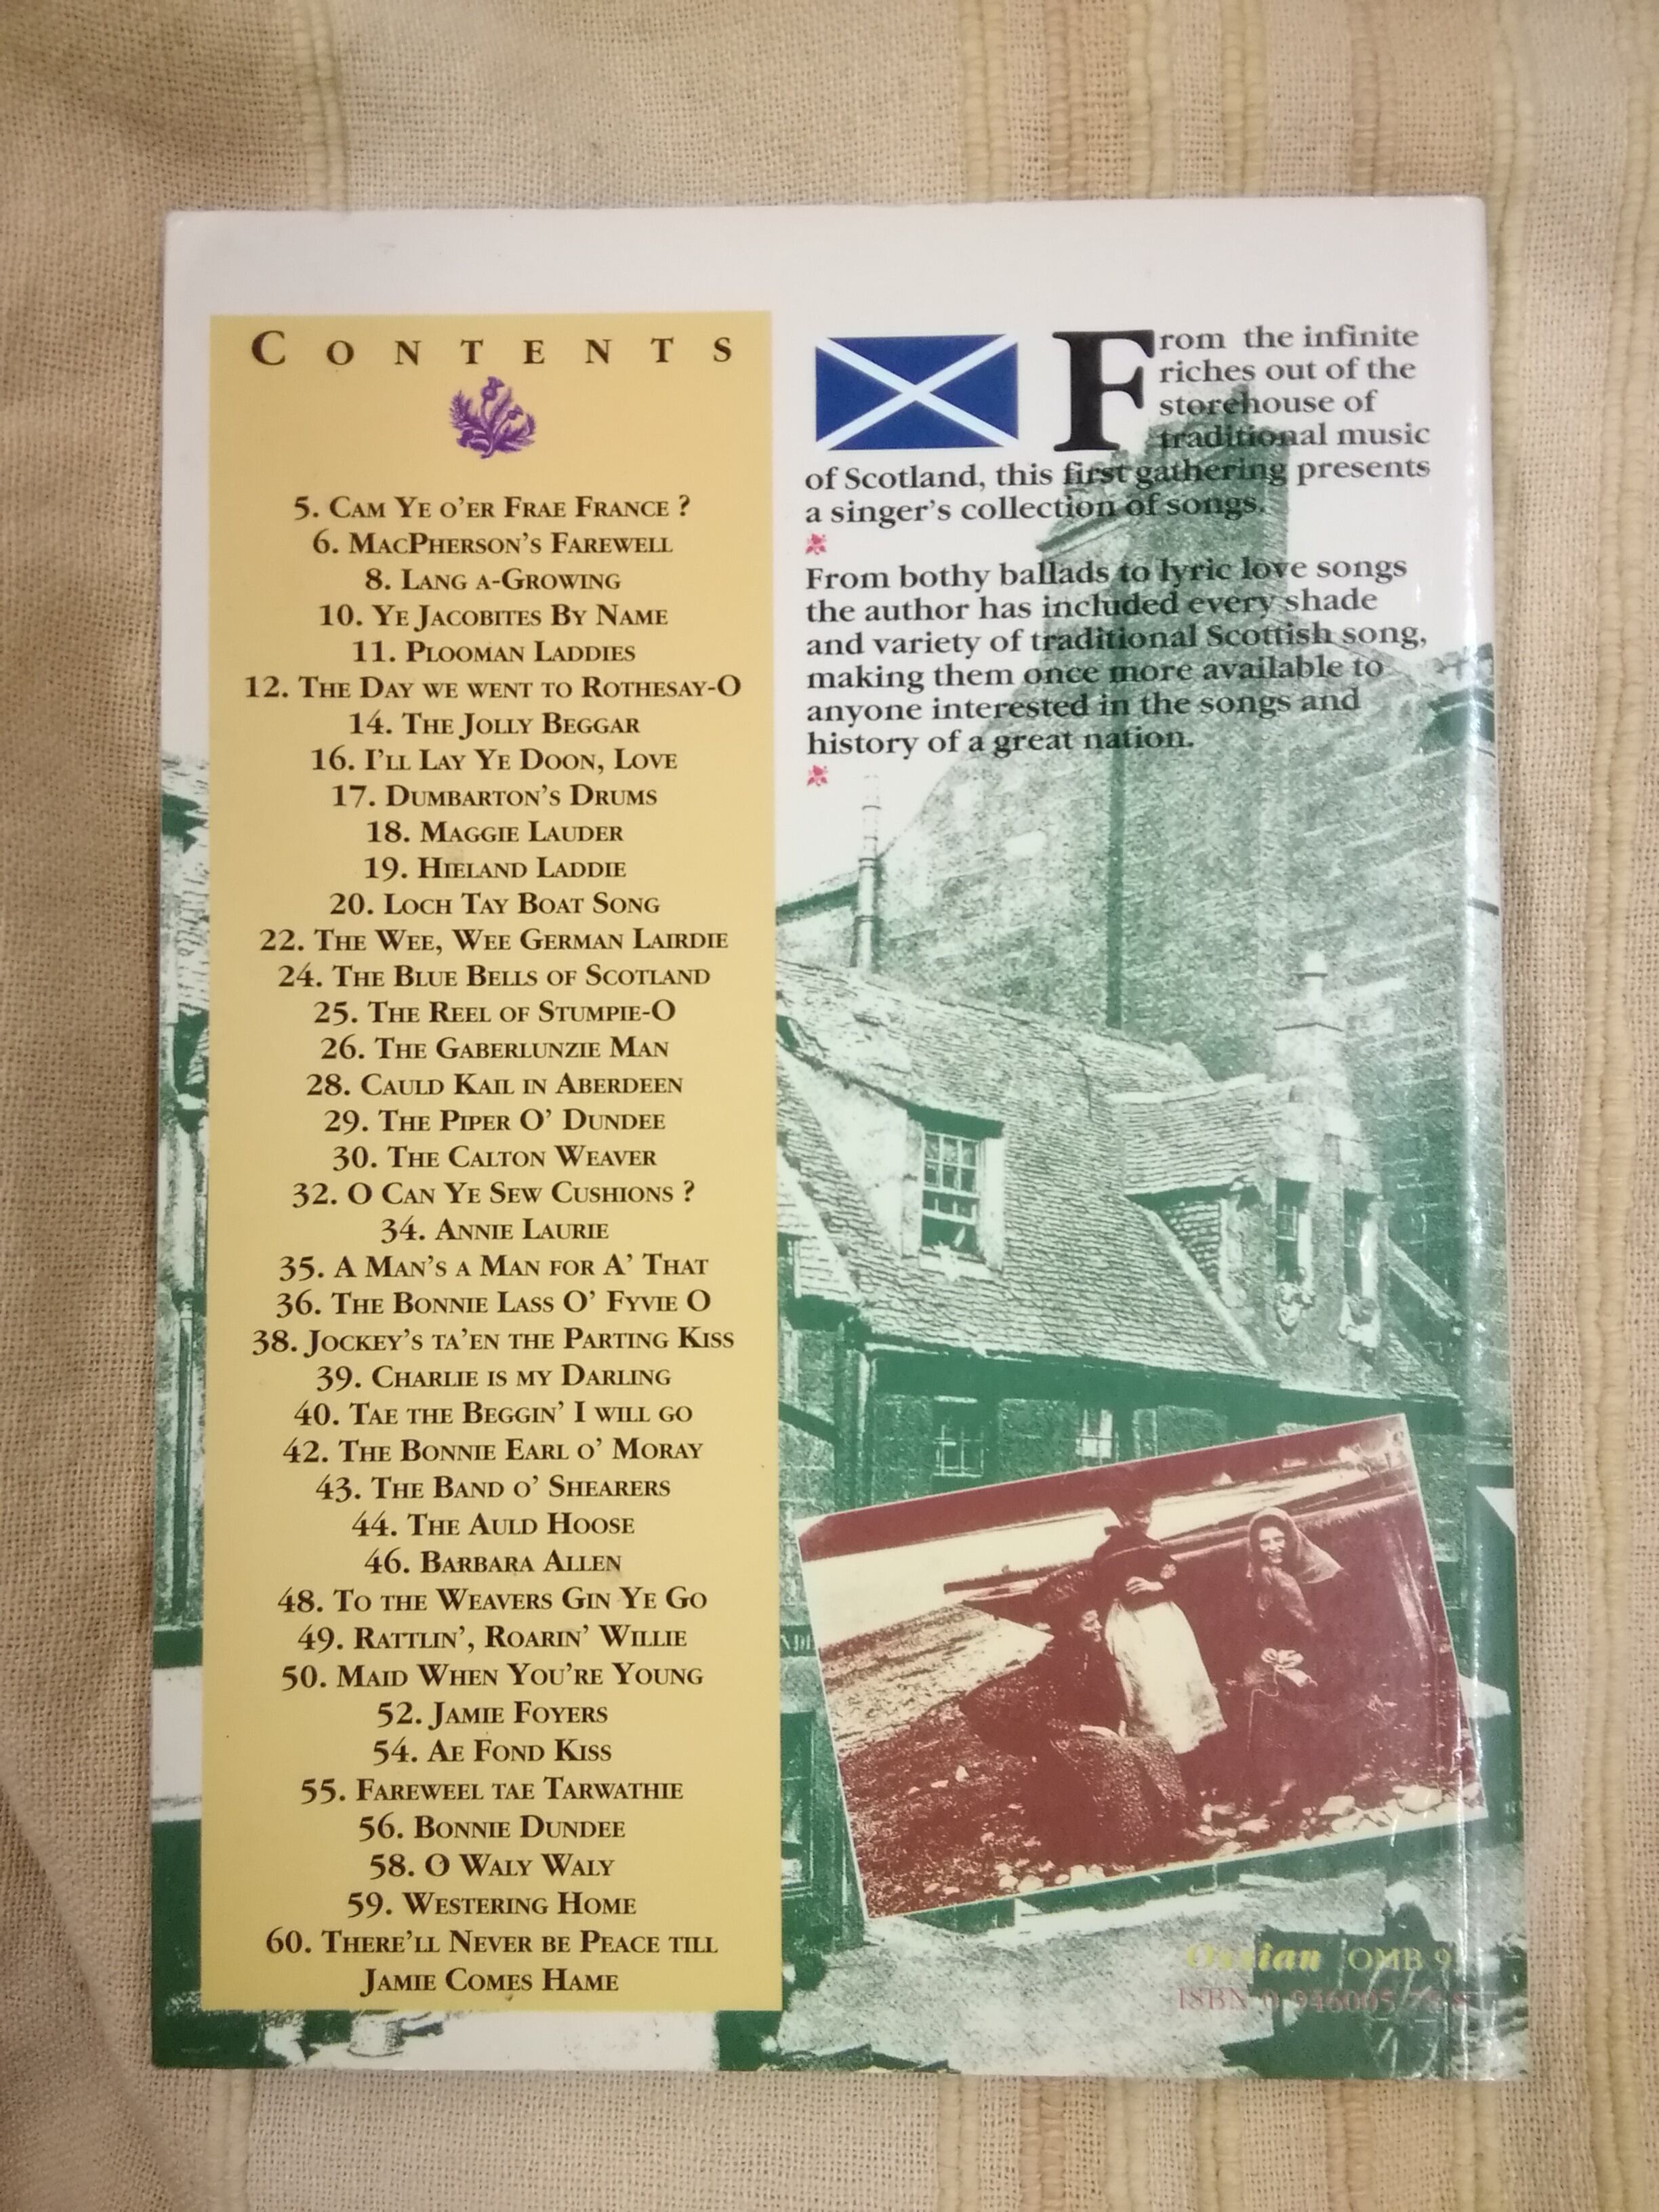 CONTENTS
5. CAM YE O'ER FRAE FRANCE ?
6. MACPHERSON'S FAREWELL
8. LANG A-GROWING
10. YE JACOBITES BY NAME
11. PLOOMAN LADDIES
12. THE DAY WE WENT TO ROTHESAY-O
14. THE JOLLY BEGGAR
16. I'LL LAY YE DOON, LOVE
17. DUMBARTON'S DRUMS
18. MAGGIE LAUDER
19. HIELAND LADDIE
20. LOCH TAY BOAT SONG
22. THE WEE, WEE GERMAN LAIRDIE
24. THE BLUE BELLS OF SCOTLAND
25. THE REEL OF STUMPIE-O
26. THE GABERLUNZIE MAN
28. CAULD KAIL IN ABERDEEN
29. THE PIPER O' DUNDEE
30. THE CALTON WEAVER
32. O CAN YE SEW CUSHIONS ?
34. ANNIE LAURIE
35. A MAN'S A MAN FOR A' THAT
36. THE BONNIE LASS O' FYVIE O
38. JOCKEY'S TA'EN THE PARTING KISS
39. CHARLIE IS MY DARLING
40. TAE THE BEGGIN' I WILL GO
42. THE BONNIE EARL O' MORAY
43. THE BAND O' SHEARERS
44. THE AULD HOOSE
46. BARBARA ALLEN
48. TO THE WEAVERS GIN YE GO
49. RATTLIN', ROARIN' WILLIE
50. MAID WHEN YOU'RE YOUNG
52. JAMIE FOYERS
54. AE FOND KISS
55. FAREWEEL TAE TARWATHIE
56. BONNIE DUNDEE
58. O WALY WALY
59. WESTERING HOME
60. THERE'LL NEVER BE PEACE TILL
JAMIE COMES HAME
From the infinite
riches out of the
storehouse of
traditional music
of Scotland, this first gathering presents
a singer's collection of songs.
From bothy ballads to lyric love songs
the author has included every shade
and variety of traditional Scottish song,
making them once more available to
anyone interested in the songs and
history of a great nation.
Ossian OMB 9
ISBN 0 946005